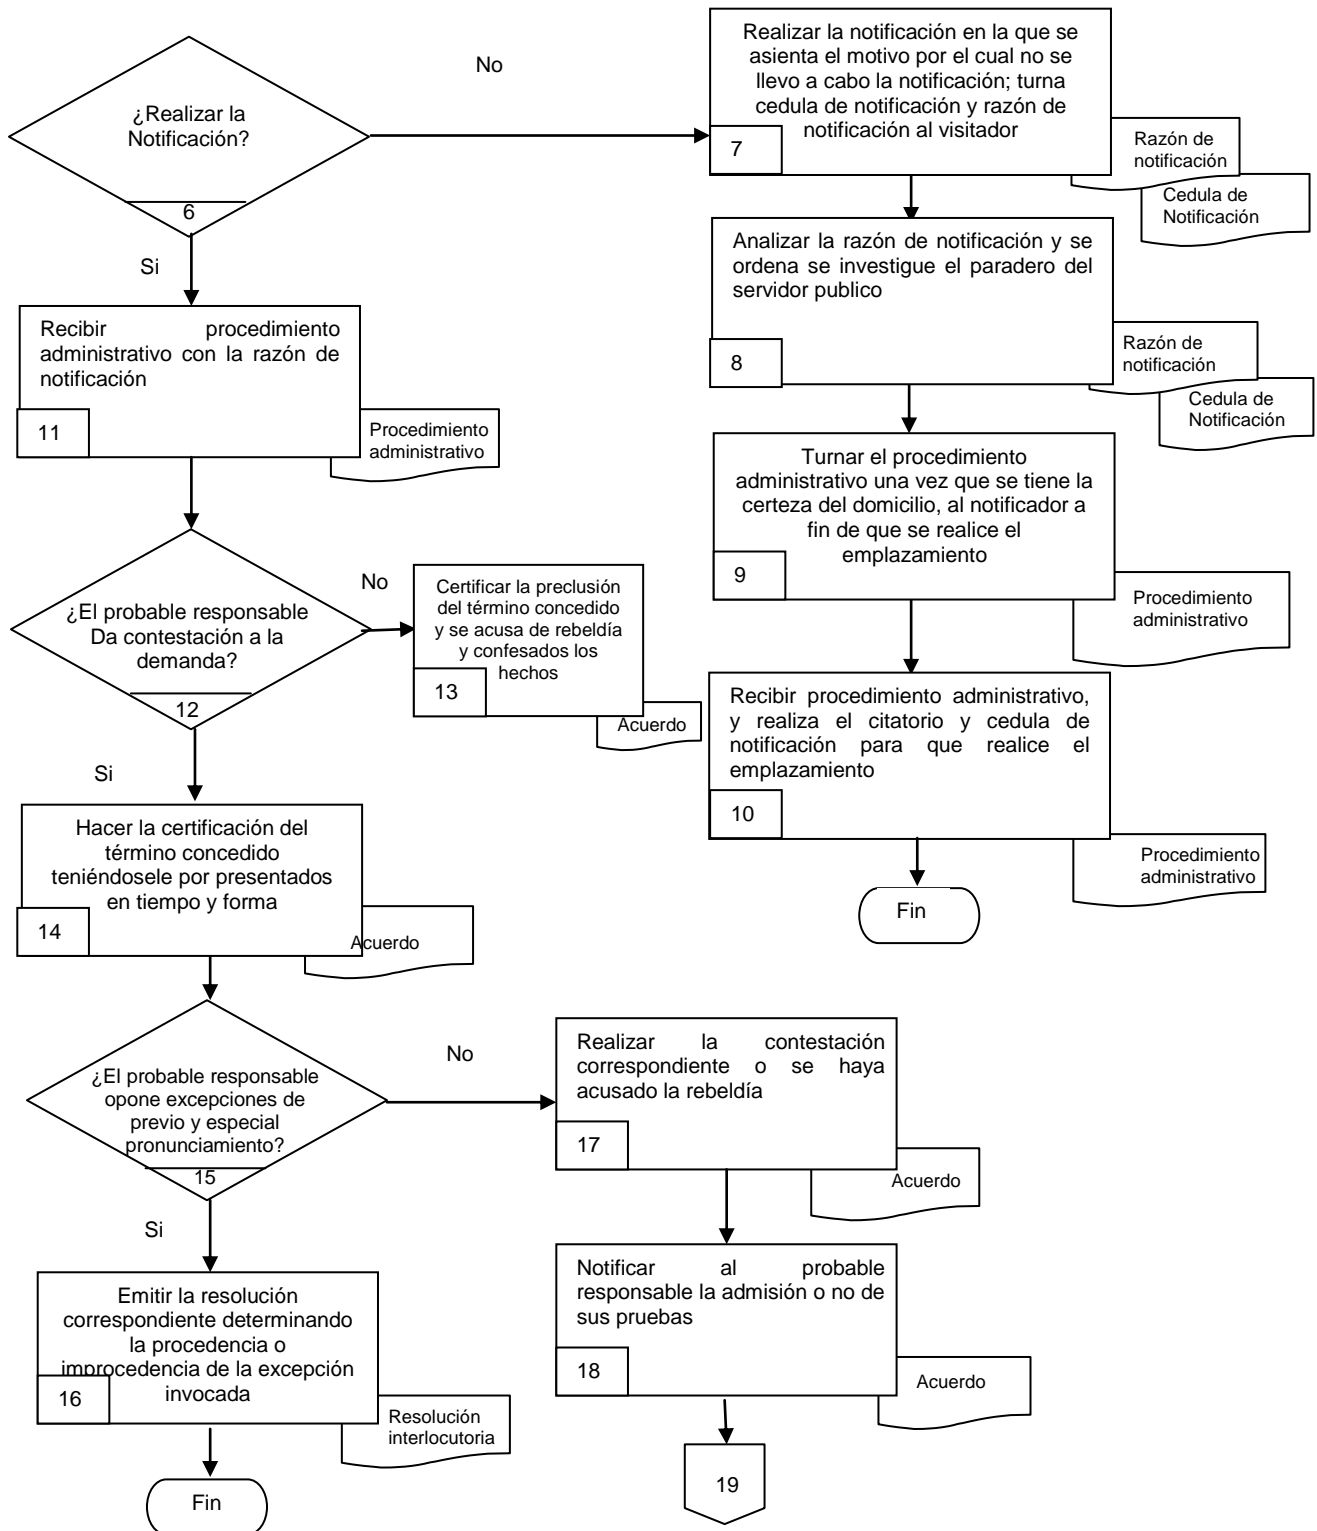 ¿Realizar la
Notificación?
6
No
Si
Realizar la notificación en la que se
asienta el motivo por el cual no se
llevo a cabo la notificación; turna
cedula de notificación y razón de
notificación al visitador
7
Razón de
notificación
Cedula de
Notificación
Analizar la razón de notificación y se
ordena se investigue el paradero del
servidor publico
8
Razón de
notificación
Cedula de
Notificación
Turnar el procedimiento
administrativo una vez que se tiene la
certeza del domicilio, al notificador a
fin de que se realice el
emplazamiento
9
Procedimiento
administrativo
Recibir procedimiento administrativo,
y realiza el citatorio y cedula de
notificación para que realice el
emplazamiento
10
Procedimiento
administrativo
Fin
Recibir procedimiento
administrativo con la razón de
notificación
11
Procedimiento
administrativo
¿El probable responsable
Da contestación a la
demanda?
12
No
Si
Certificar la preclusión
del término concedido
y se acusa de rebeldía
y confesados los
hechos
13
Acuerdo
Hacer la certificación del
término concedido
teniéndosele por presentados
en tiempo y forma
14
Acuerdo
¿El probable responsable
opone excepciones de
previo y especial
pronunciamiento?
15
No
Si
Emitir la resolución
correspondiente determinando
la procedencia o
improcedencia de la excepción
invocada
16
Resolución
interlocutoria
Fin
Realizar la contestación
correspondiente o se haya
acusado la rebeldía
17
Acuerdo
Notificar al probable
responsable la admisión o no de
sus pruebas
18
Acuerdo
19